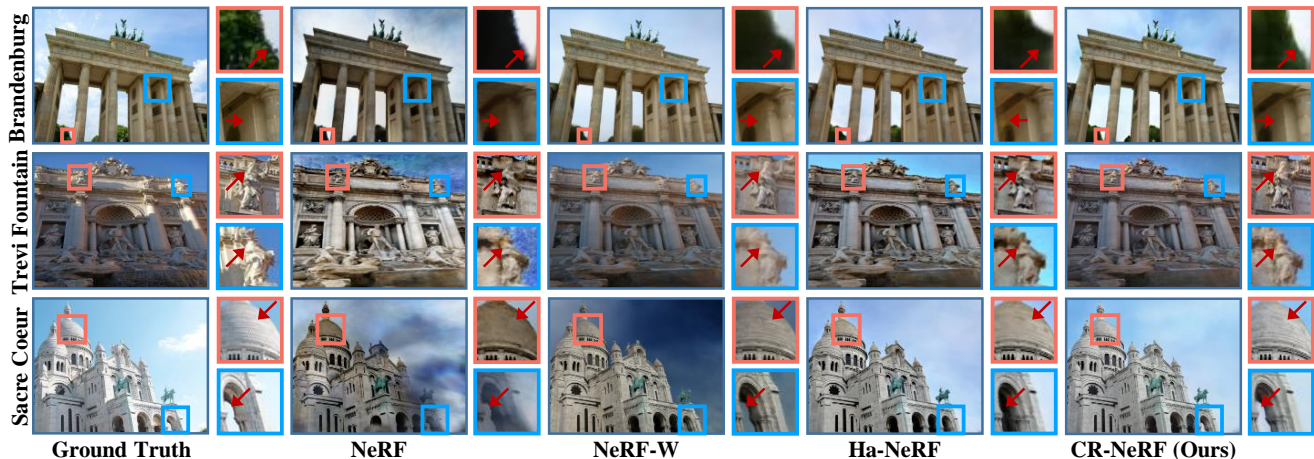 Brandenburg
Trevi Fountain
Sacre Coeur
Ground Truth
NeRF
NeRF-W
Ha-NeRF
CR-NeRF (Ours)